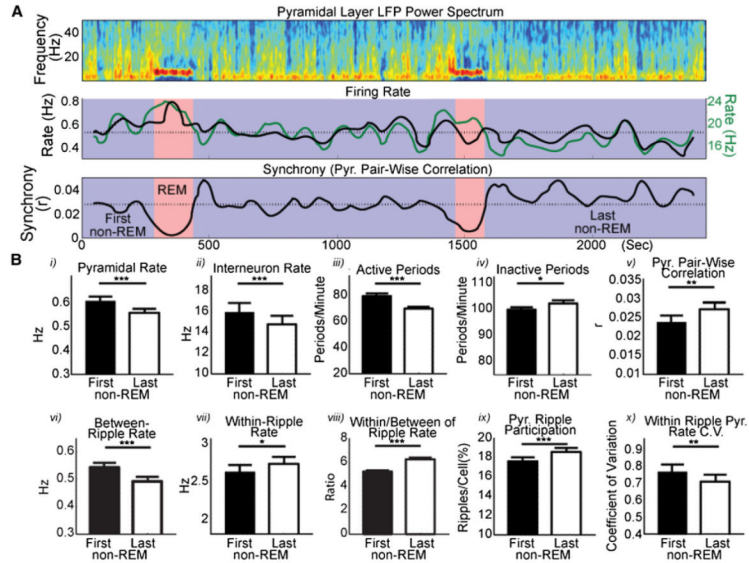 A
Pyramidal Layer LFP Power Spectrum
Frequency
(Hz)
40
20
Firing Rate
Rate (Hz)
0.8
0.6
0.4
24
20
16
Rate (Hz)
Synchrony (Pyr. Pair-Wise Correlation)
Synchrony
(r)
0.04
0.02
0
REM
First
non-REM
Last
non-REM
0
500
1000
1500
2000
(Sec)
B
i)
Pyramidal Rate
***
Hz
0.6
0.5
0.4
0.3
First Last
non-REM
ii)
Interneuron Rate
***
Hz
16
14
12
10
First Last
non-REM
iii)
Active Periods
***
Periods/Minute
80
60
40
20
First Last
non-REM
iv)
Inactive Periods
*
Periods/Minute
100
90
80
First Last
non-REM
v)
Pyr. Pair-Wise
Correlation
**
r
0.035
0.03
0.025
0.02
0.015
0.01
First Last
non-REM
vi)
Between-
Ripple Rate
***
Hz
0.6
0.5
0.4
0.3
First Last
non-REM
vii)
Within-Ripple
Rate
*
Hz
3
2.5
2
First Last
non-REM
viii)
Within/Between of
Ripple Rate
***
Ratio
8
6
4
2
0
First Last
non-REM
ix)
Pyr. Ripple
Participation
***
Ripples/Cell(%)
20
18
16
14
12
10
First Last
non-REM
x)
Within Ripple Pyr.
Rate C.V.
**
Coefficient of Variation
0.9
0.8
0.7
0.6
0.5
0.4
First Last
non-REM